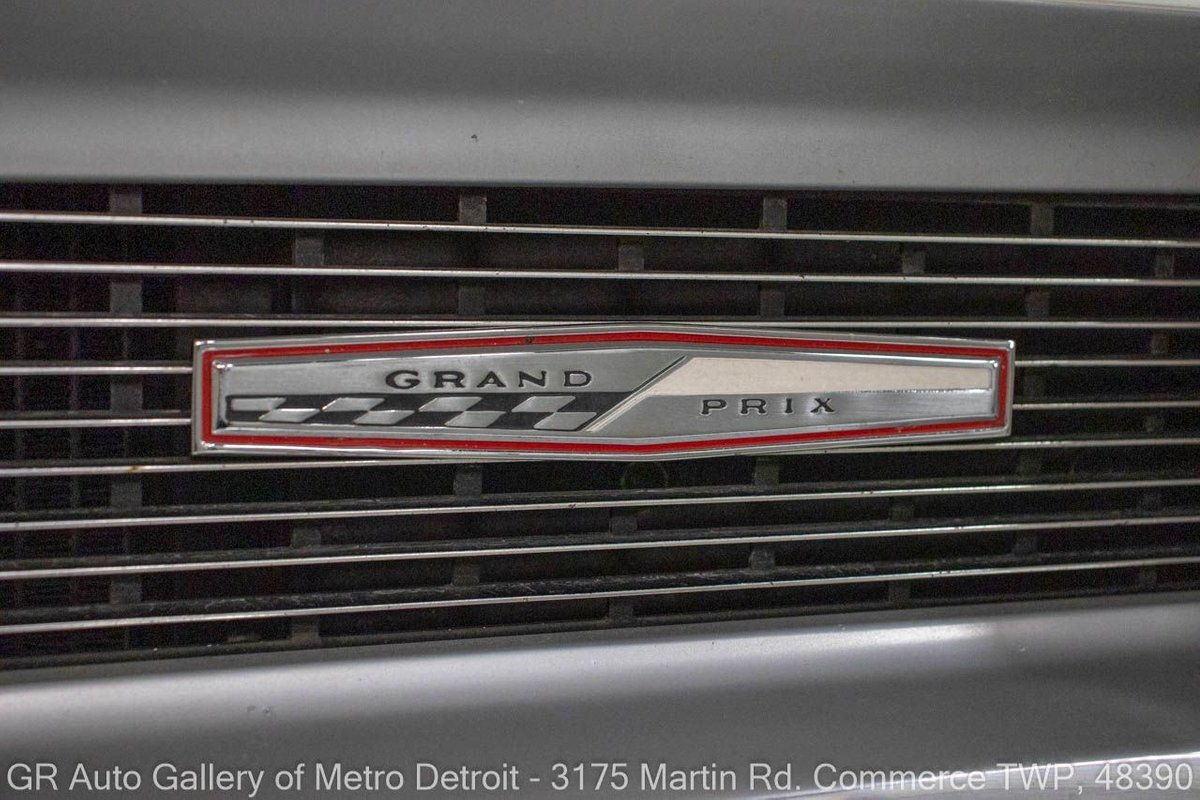 GRAND
PRIX
GR Auto Gallery of Metro Detroit - 3175 Martin Rd. Commerce TWP, 48390